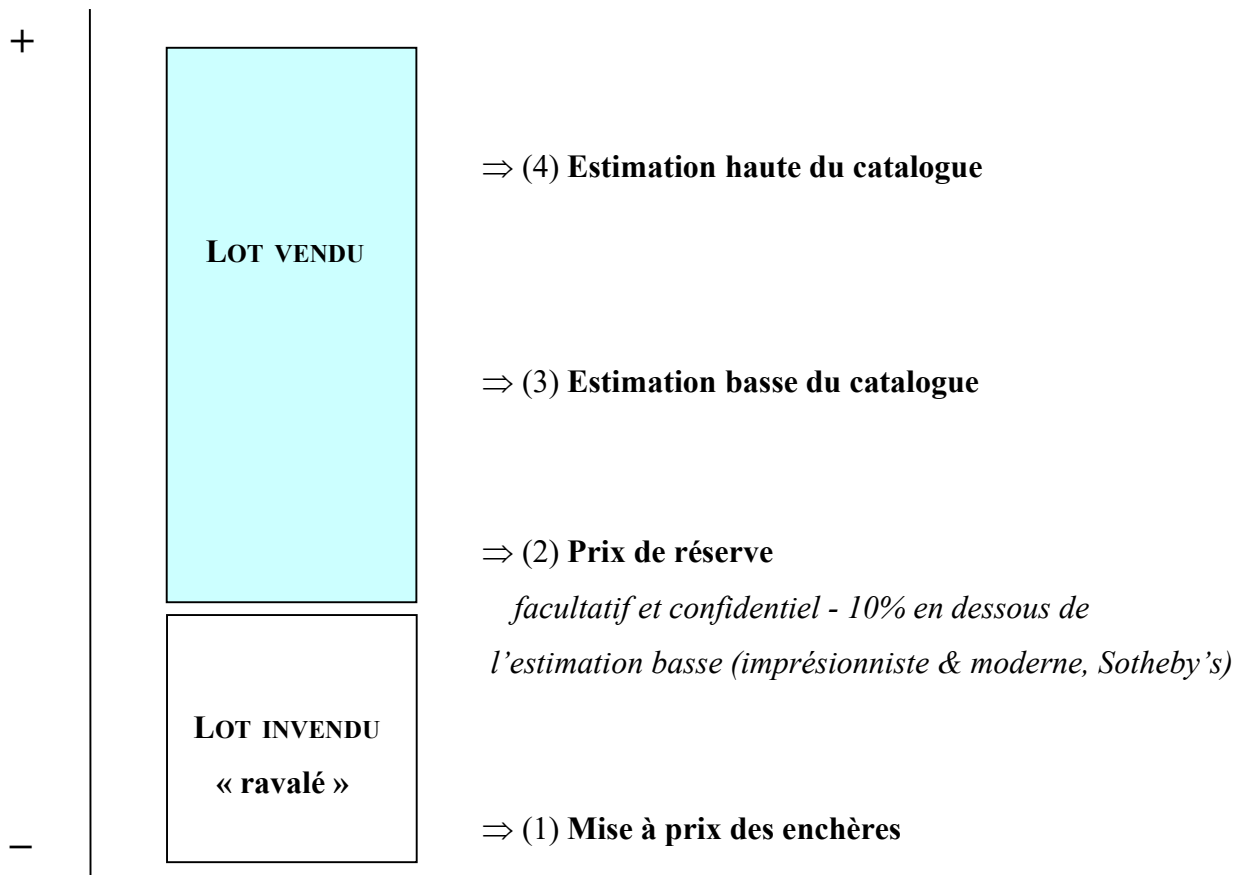 +
⇒ (4) Estimation haute du catalogue
LOT VENDU
⇒ (3) Estimation basse du catalogue
⇒ (2) Prix de réserve
facultatif et confidentiel - 10% en dessous de
l’estimation basse (imprésionniste & moderne, Sotheby’s)
LOT INVENDU
« ravalé »
⇒ (1) Mise à prix des enchères
–